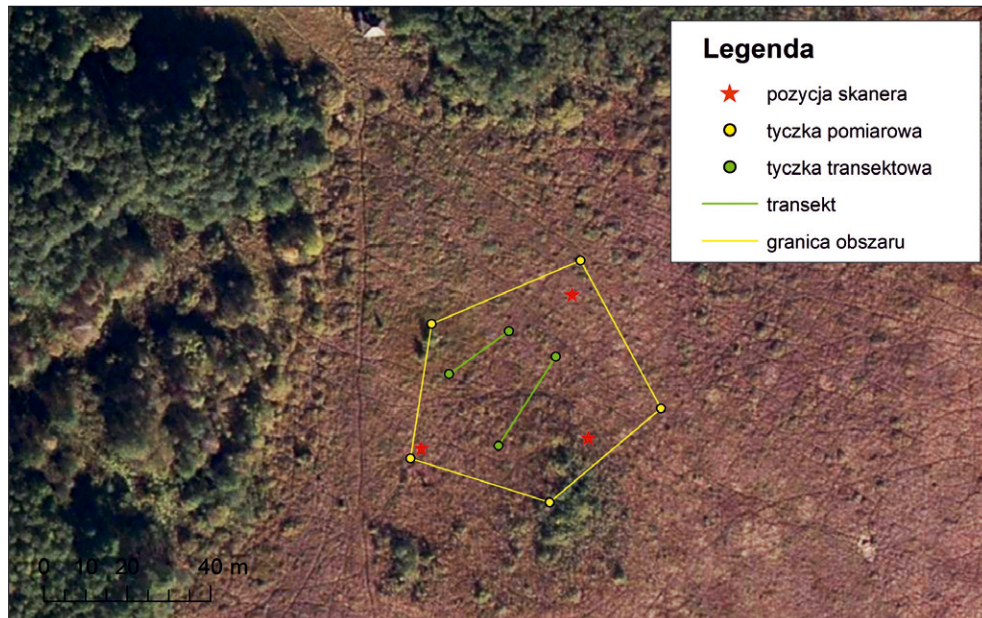 Legenda
pozycja skanera
tyczka pomiarowa
tyczka transektowa
transekt
granica obszaru
0 10 20 40 m